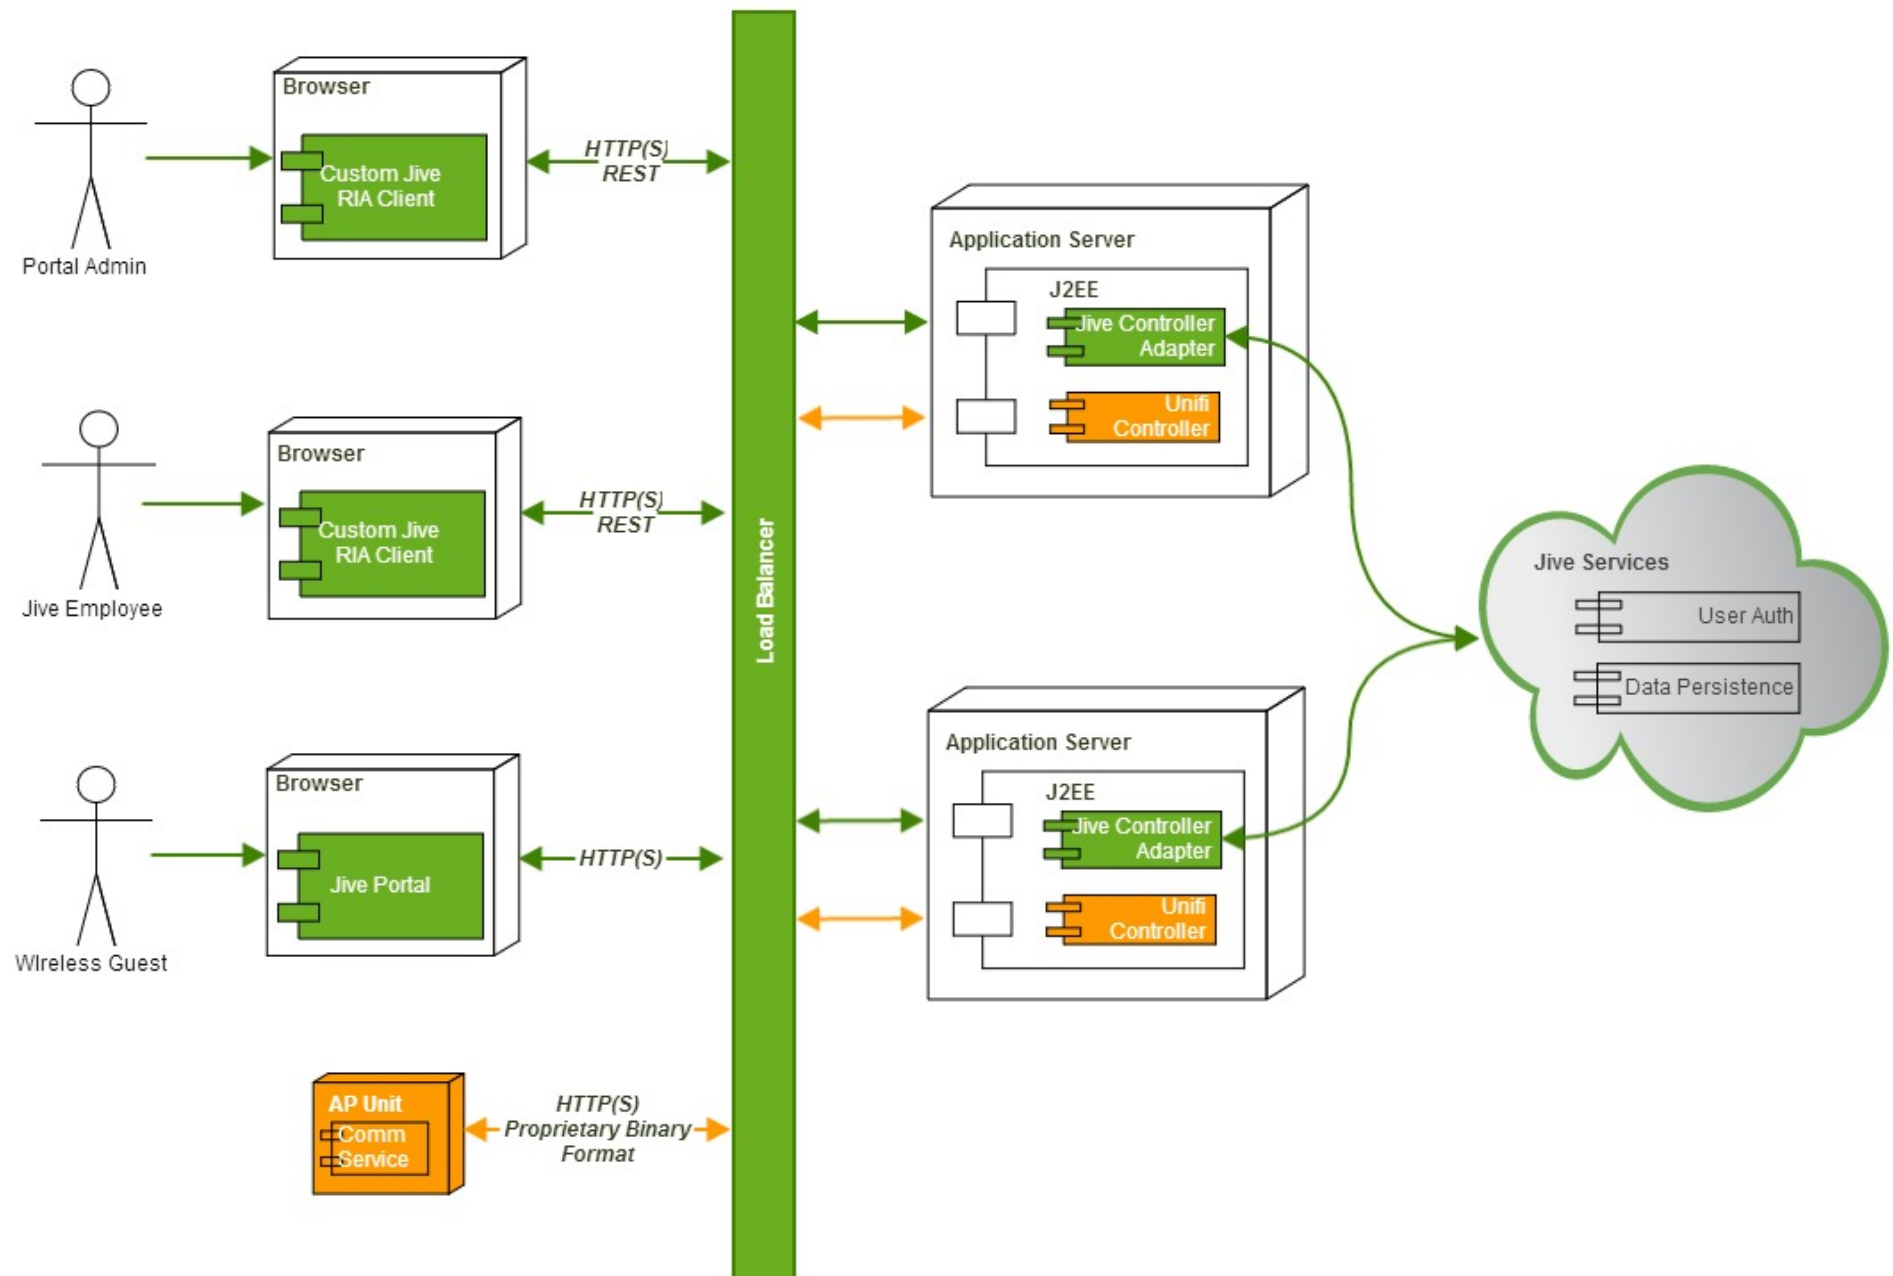 Browser
Custom Jive
RIA Client
Portal Admin
HTTP(S)
REST
Browser
Custom Jive
RIA Client
Jive Employee
HTTP(S)
REST
Browser
Jive Portal
WIreless Guest
HTTP(S)
AP Unit
Comm
Service
HTTP(S)
Proprietary Binary
Format
Load Balancer
Application Server
J2EE
Jive Controller
Adapter
Unifi
Controller
Application Server
J2EE
Jive Controller
Adapter
Unifi
Controller
Jive Services
User Auth
Data Persistence